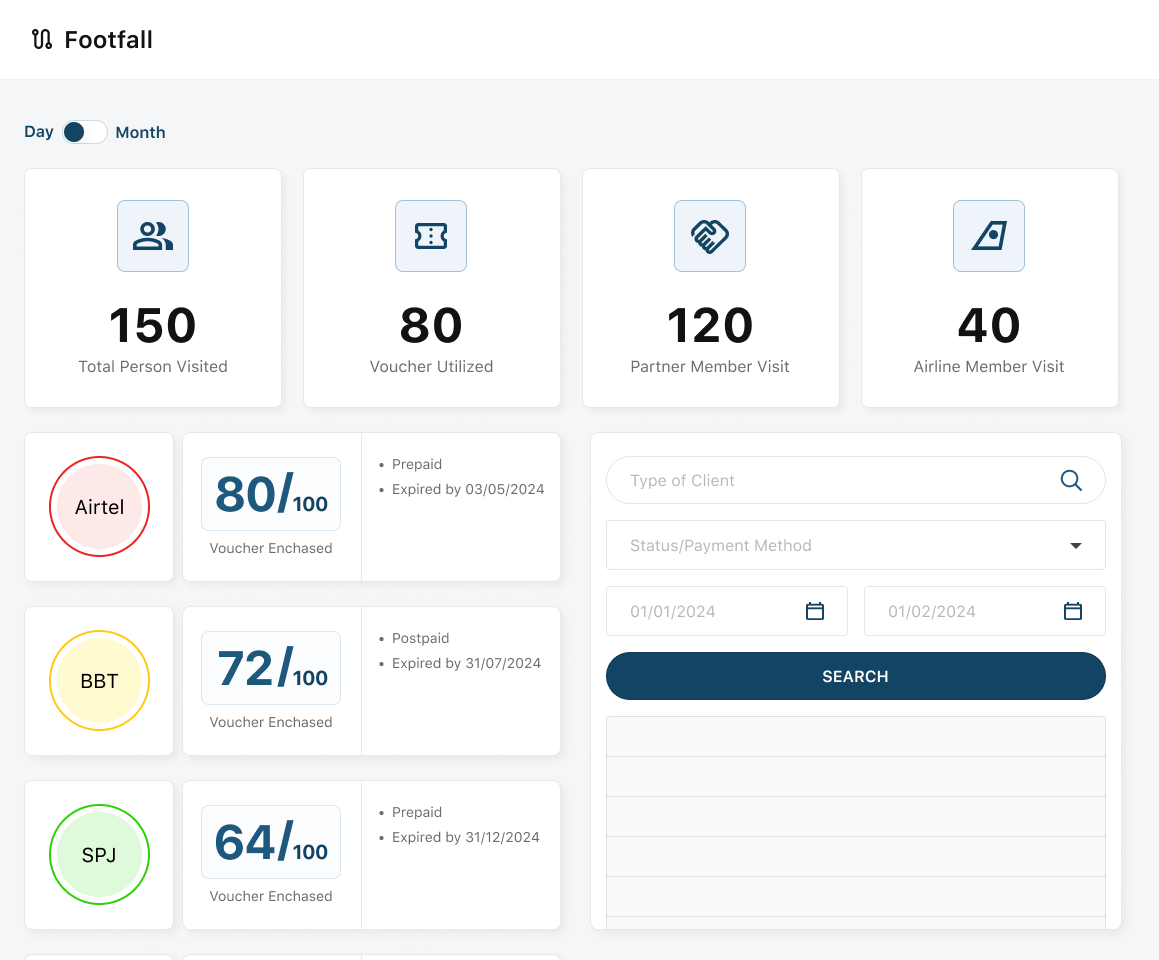 Footfall
Day Month
150
Total Person Visited
80
Voucher Utilized
120
Partner Member Visit
40
Airline Member Visit
Airtel
80/100
Voucher Enchased
• Prepaid
• Expired by 03/05/2024
BBT
72/100
Voucher Enchased
• Postpaid
• Expired by 31/07/2024
SPJ
64/100
Voucher Enchased
• Prepaid
• Expired by 31/12/2024
Type of Client
Status/Payment Method
01/01/2024
01/02/2024
SEARCH